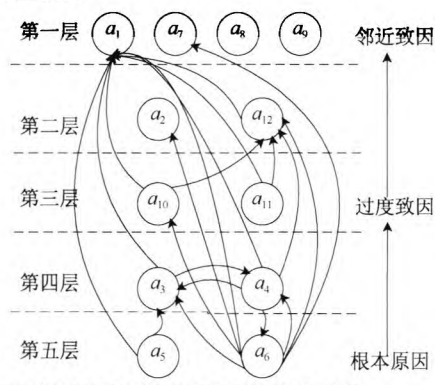 第一层 a₁ a₇ a₈ a₉ 邻近致因
第二层 a₂ a₁₂
第三层 a₁₀ a₁₁ 过度致因
第四层 a₃ a₄
第五层 a₅ a₆ 根本原因